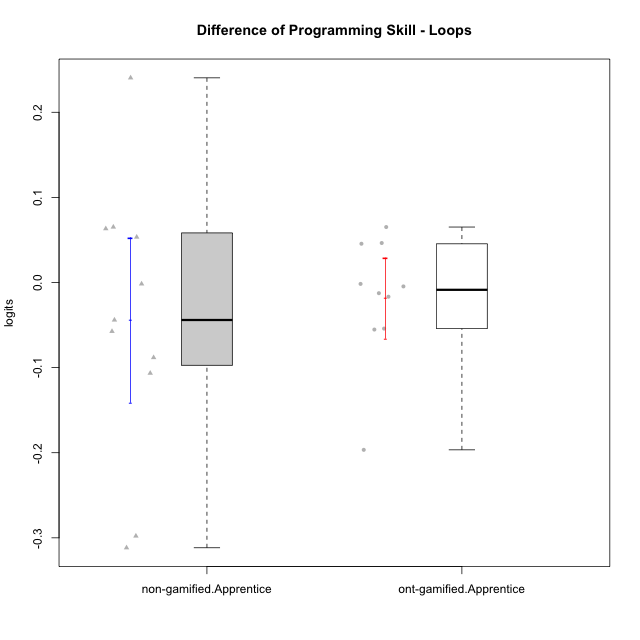 Difference of Programming Skill - Loops
logits
0.2
0.1
0.0
-0.1
-0.2
-0.3
non-gamified.Apprentice
ont-gamified.Apprentice